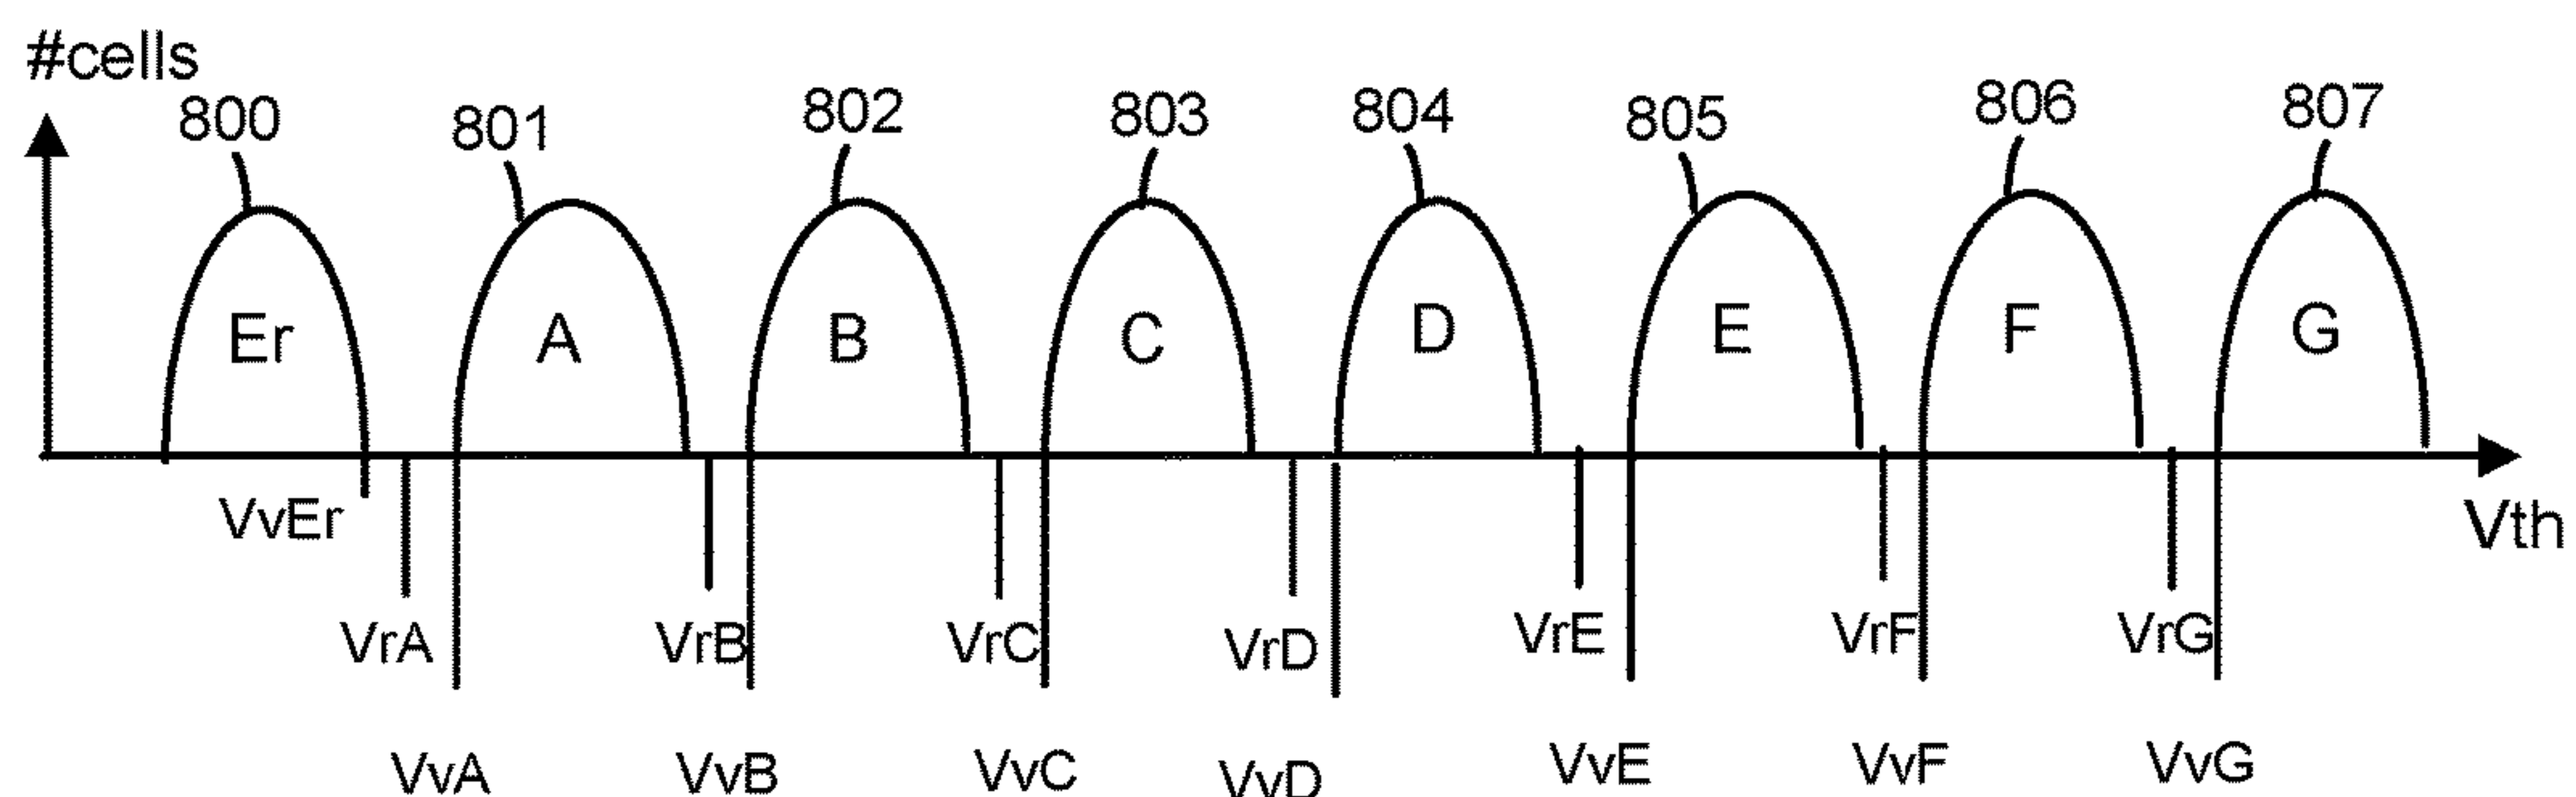 #cells
800 801 802 803 804 805 806 807
Er A B C D E F G
VvEr Vth
VrA VrB VrC VrD VrE VrF VrG
VvA VvB VvC VvD VvE VvF VvG